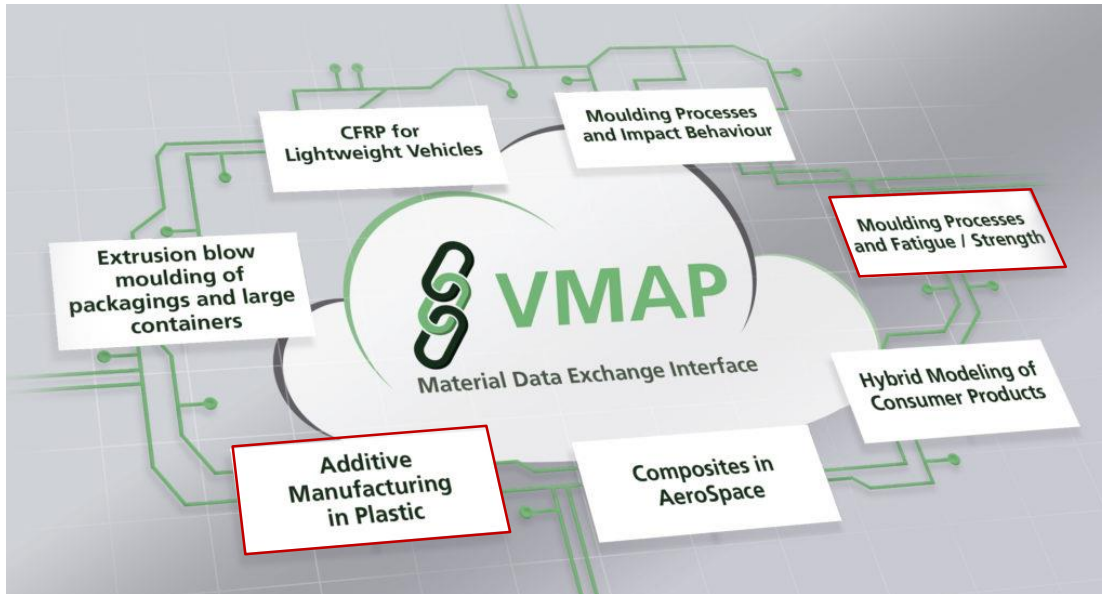 CFRP for
Lightweight Vehicles
Moulding Processes
and Impact Behaviour
Moulding Processes
and Fatigue / Strength
Extrusion blow
moulding of
packagings and large
containers
VMAP
Material Data Exchange Interface
Hybrid Modeling of
Consumer Products
Additive
Manufacturing
in Plastic
Composites in
AeroSpace